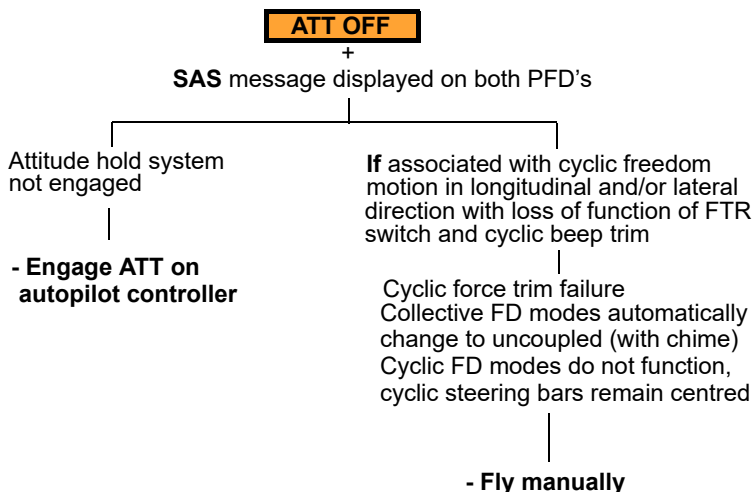 ATT OFF
+
SAS message displayed on both PFD's
Attitude hold system
not engaged
- Engage ATT on
autopilot controller
If associated with cyclic freedom
motion in longitudinal and/or lateral
direction with loss of function of FTR
switch and cyclic beep trim
Cyclic force trim failure
Collective FD modes automatically
change to uncoupled (with chime)
Cyclic FD modes do not function,
cyclic steering bars remain centred
- Fly manually